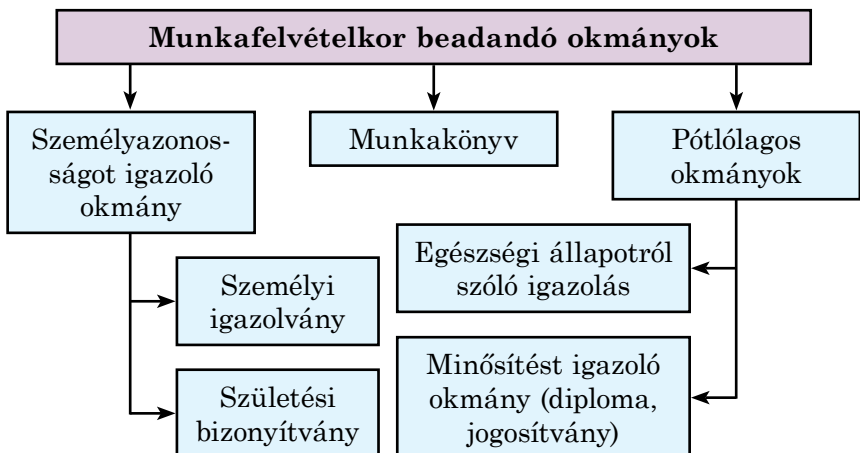 Munkafelvételkor beadandó okmányok
Személyazonos-
ságot igazoló
okmány
Munkakönyv
Pótlólagos
okmányok
Személyi
igazolvány
Születési
bizonyítvány
Egészségi állapotról
szóló igazolás
Minősítést igazoló
okmány (diploma,
jogosítvány)